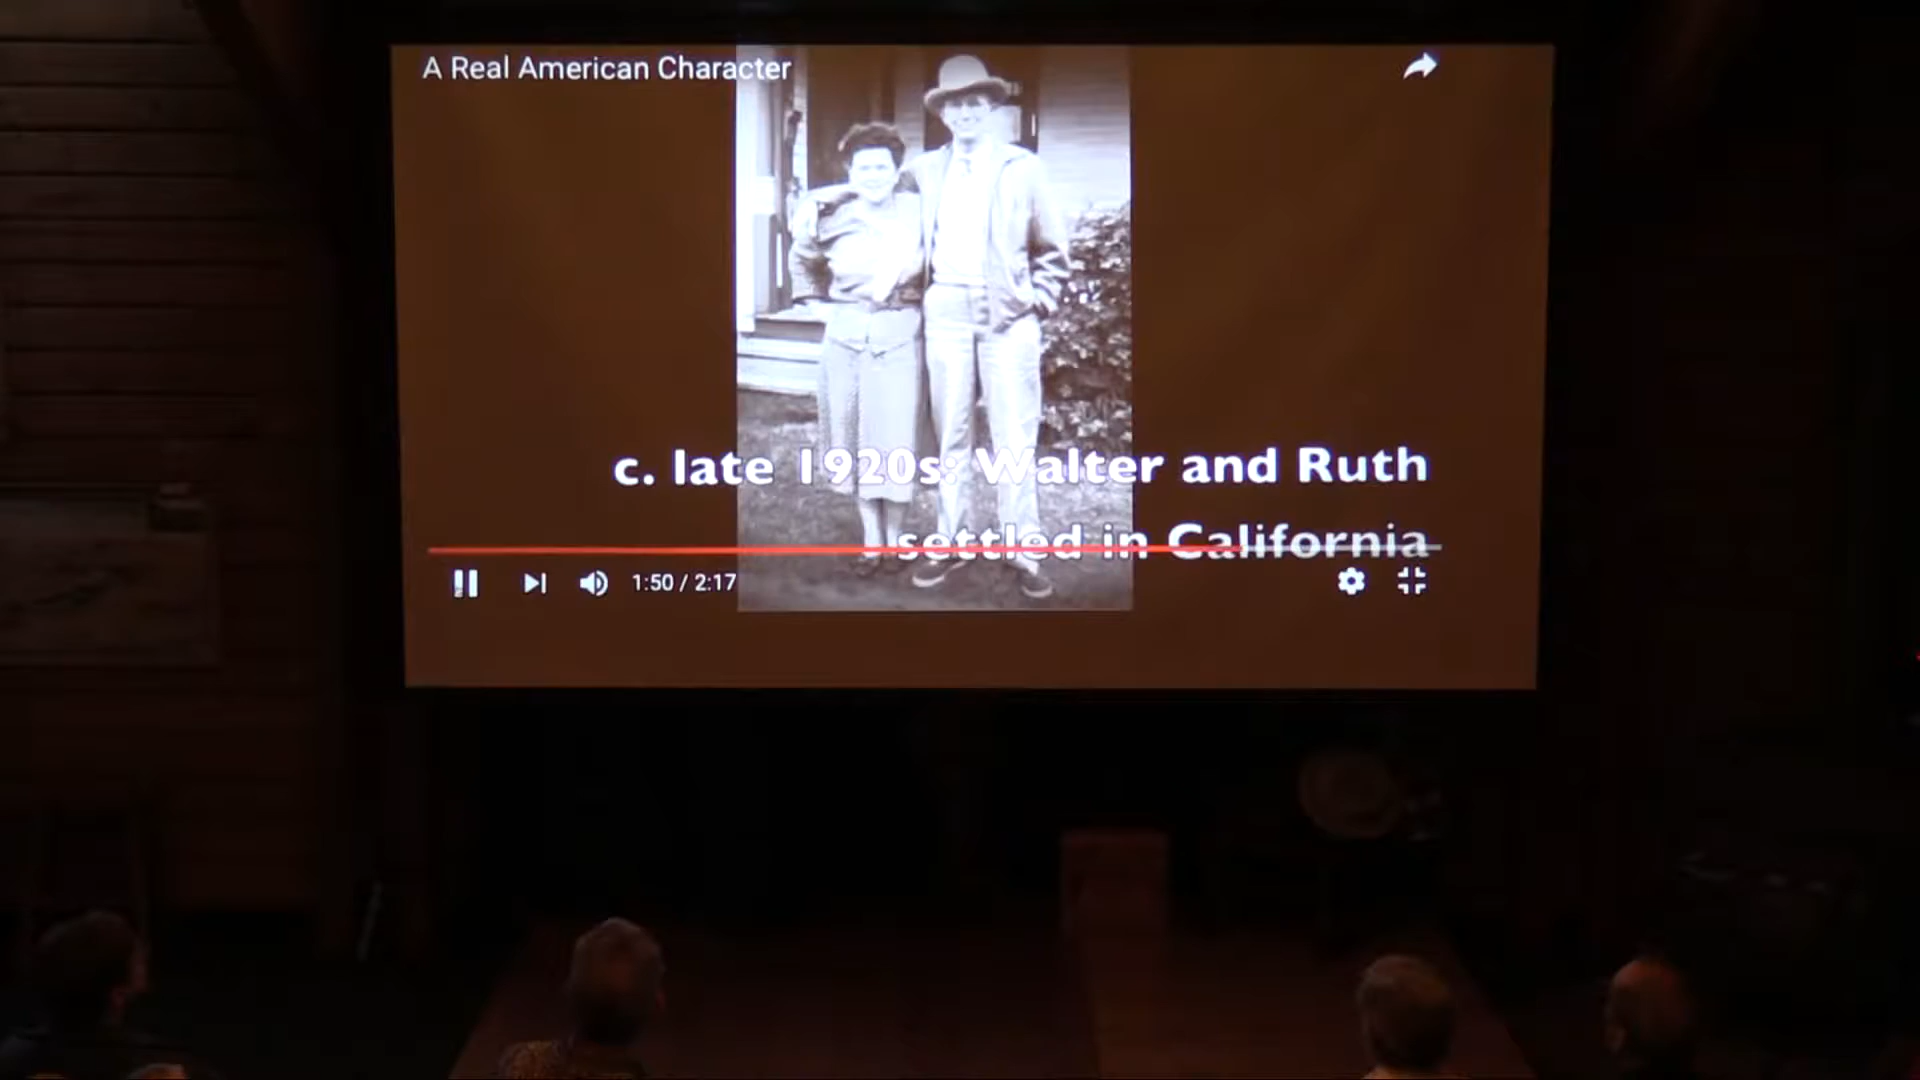 A Real American Character
c. late 1920s: Walter and Ruth
settled in California
1:50 / 2:17